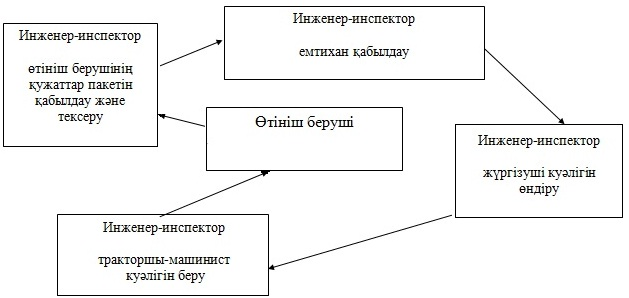 Инженер-инспектор
өтініш берушінің
құжаттар пакетін
қабылдау және
тексеру
Инженер-инспектор
емтихан қабылдау
Өтініш беруші
Инженер-инспектор
жүргізуші куәлігін
өндіру
Инженер-инспектор
тракторшы-машинист
куәлігін беру